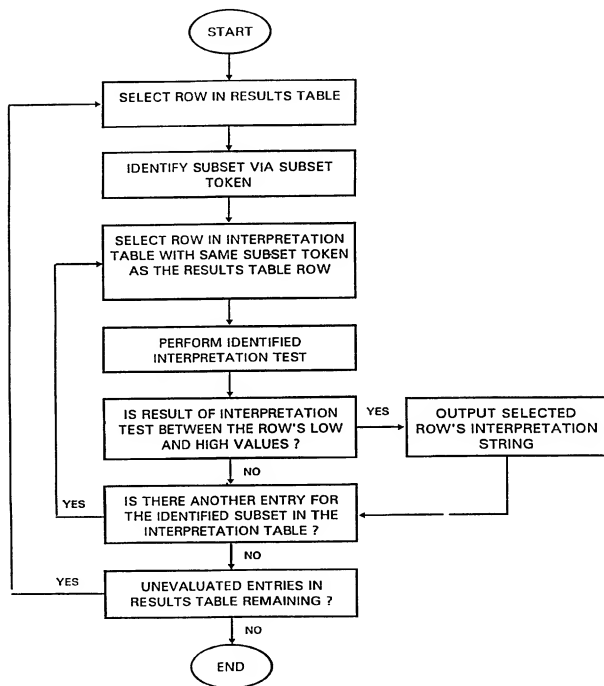 START
SELECT ROW IN RESULTS TABLE
IDENTIFY SUBSET VIA SUBSET
TOKEN
SELECT ROW IN INTERPRETATION
TABLE WITH SAME SUBSET TOKEN
AS THE RESULTS TABLE ROW
PERFORM IDENTIFIED
INTERPRETATION TEST
IS RESULT OF INTERPRETATION
TEST BETWEEN THE ROW'S LOW
AND HIGH VALUES ?
YES
OUTPUT SELECTED
ROW'S INTERPRETATION
STRING
NO
YES
IS THERE ANOTHER ENTRY FOR
THE IDENTIFIED SUBSET IN THE
INTERPRETATION TABLE ?
NO
YES
UNEVALUATED ENTRIES IN
RESULTS TABLE REMAINING ?
NO
END